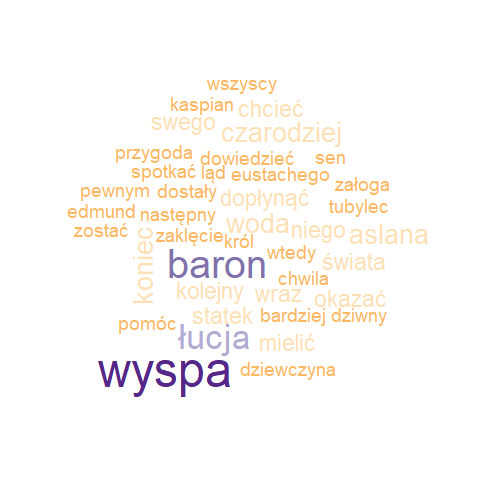 wszyscy
kaspian chcieć
swego czarodziej
przygoda dowiedzieć sen
spotkać ląd eustachego
pewnym dostały dopłynąć załoga
edmund następny tubylec
zostać zaklęcie król woda niego aslana
koniec baron wtedy świata
chwila
kolejny wraz okazać
pomóc statek bardziej dziwny
łucja mielić
wyspa dziewczyna